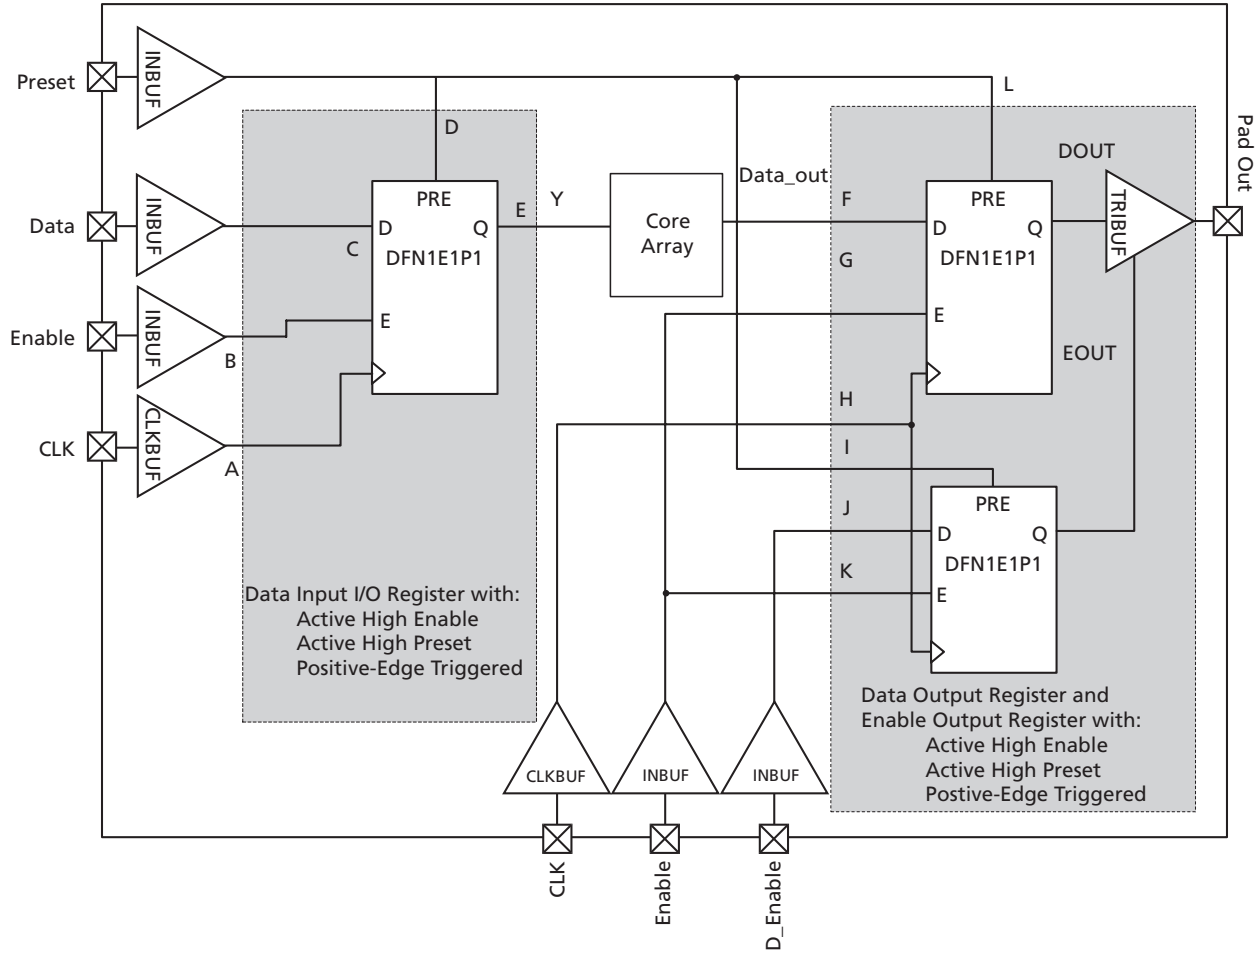 Preset
INBUF
L
D
Pad Out
DOUT
Data
INBUF
PRE
D
Q
C
DFN1E1P1
E
Y
Core
Array
Data_out
F
G
PRE
D
Q
DFN1E1P1
E
TRIBUF
EOUT
Enable
INBUF
B
E
CLK
CLKBUF
A
H
I
J
K
PRE
D
Q
DFN1E1P1
E
Data Input I/O Register with:
Active High Enable
Active High Preset
Positive-Edge Triggered
Data Output Register and
Enable Output Register with:
Active High Enable
Active High Preset
Postive-Edge Triggered
CLKBUF
INBUF
INBUF
CLK
Enable
D_Enable